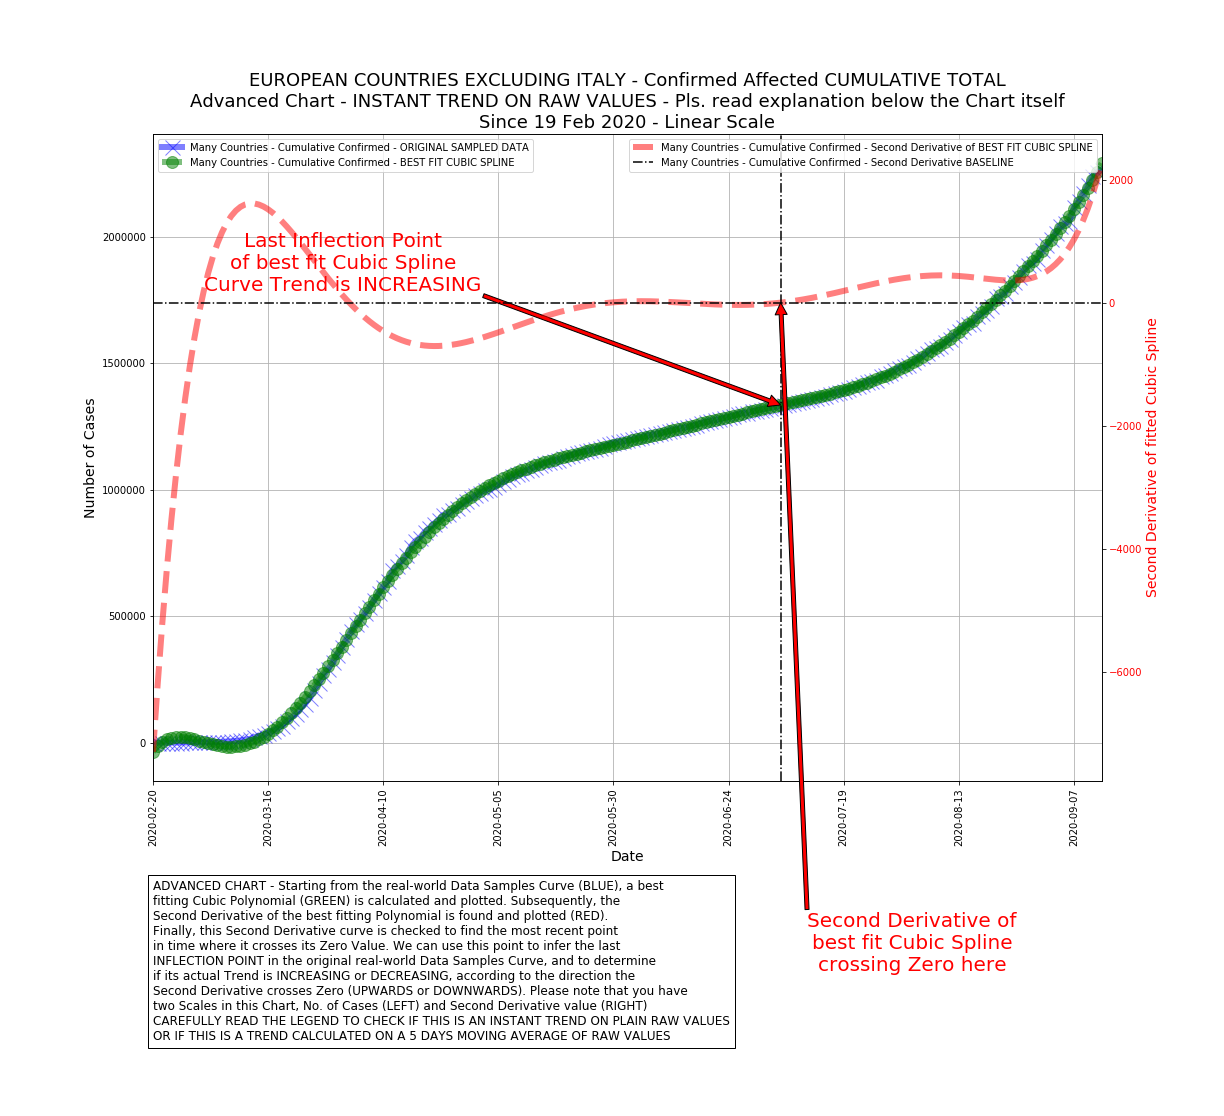 EUROPEAN COUNTRIES EXCLUDING ITALY - Confirmed Affected CUMULATIVE TOTAL
Advanced Chart - INSTANT TREND ON RAW VALUES - Pls. read explanation below the Chart itself
Since 19 Feb 2020 - Linear Scale
Many Countries - Cumulative Confirmed - ORIGINAL SAMPLED DATA
Many Countries - Cumulative Confirmed - BEST FIT CUBIC SPLINE
Many Countries - Cumulative Confirmed - Second Derivative of BEST FIT CUBIC SPLINE
Many Countries - Cumulative Confirmed - Second Derivative BASELINE
Last Inflection Point
of best fit Cubic Spline
Curve Trend is INCREASING
Number of Cases
2000000
1500000
1000000
500000
0
2000
0
−2000
−4000
−6000
Second Derivative of fitted Cubic Spline
2020-02-20
2020-03-16
2020-04-10
2020-05-05
2020-05-30
2020-06-24
2020-07-19
2020-08-13
2020-09-07
Date
ADVANCED CHART - Starting from the real-world Data Samples Curve (BLUE), a best
fitting Cubic Polynomial (GREEN) is calculated and plotted. Subsequently, the
Second Derivative of the best fitting Polynomial is found and plotted (RED).
Finally, this Second Derivative curve is checked to find the most recent point
in time where it crosses its Zero Value. We can use this point to infer the last
INFLECTION POINT in the original real-world Data Samples Curve, and to determine
if its actual Trend is INCREASING or DECREASING, according to the direction the
Second Derivative crosses Zero (UPWARDS or DOWNWARDS). Please note that you have
two Scales in this Chart, No. of Cases (LEFT) and Second Derivative value (RIGHT)
CAREFULLY READ THE LEGEND TO CHECK IF THIS IS AN INSTANT TREND ON PLAIN RAW VALUES
OR IF THIS IS A TREND CALCULATED ON A 5 DAYS MOVING AVERAGE OF RAW VALUES
Second Derivative of
best fit Cubic Spline
crossing Zero here